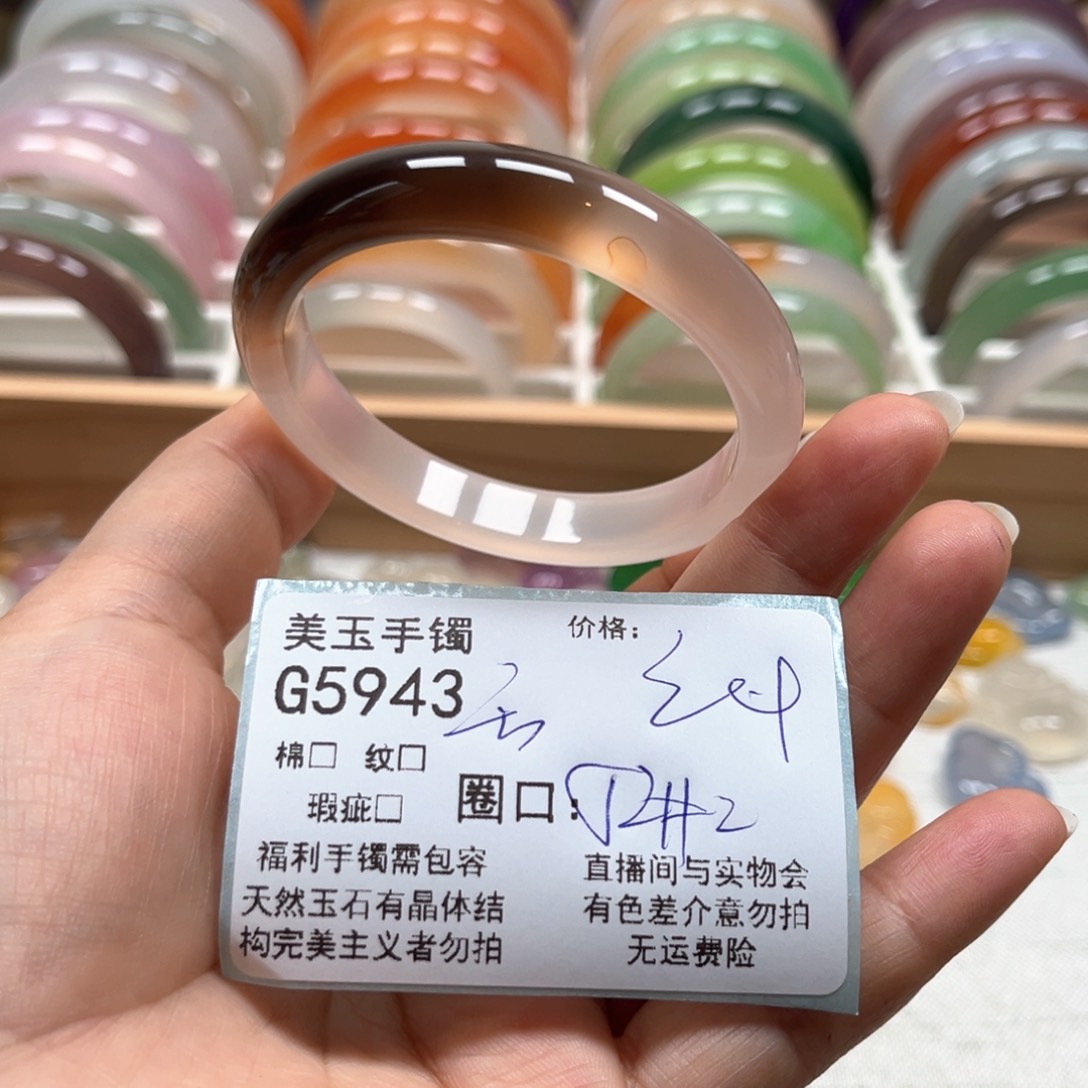 美玉手镯
价格：
G5943
棉□ 纹□
瑕疵□
圈口：
福利手镯需包容
天然玉石有晶体结
构完美主义者勿拍
直播间与实物会
有色差介意勿拍
无运费险